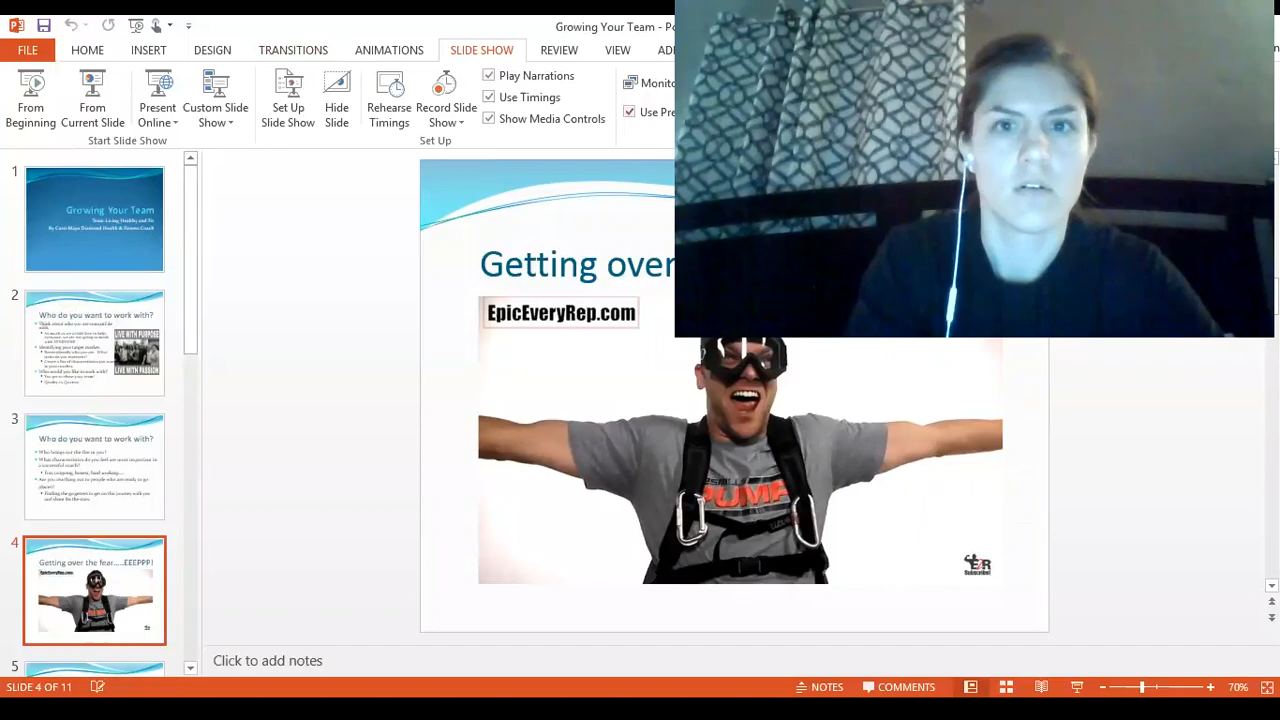 Growing Your Team - Po
FILE HOME INSERT DESIGN TRANSITIONS ANIMATIONS SLIDE SHOW REVIEW VIEW AD
From Beginning
From Current Slide
Present Online
Custom Slide Show
Start Slide Show
Set Up Slide Show
Hide Slide
Rehearse Timings
Record Slide Show
Play Narrations
Use Timings
Show Media Controls
Set Up
Monito
Use Pre
1
Growing Your Team
2
Who do you want to work with?
LIVE WITH PURPOSE
LIVE WITH PASSION
3
Who do you want to work with?
4
Getting over the fear.....EEEPPP!
EpicEveryRep.com
5
Getting over
EpicEveryRep.com
PUMP
Click to add notes
SLIDE 4 OF 11
NOTES
COMMENTS
70%